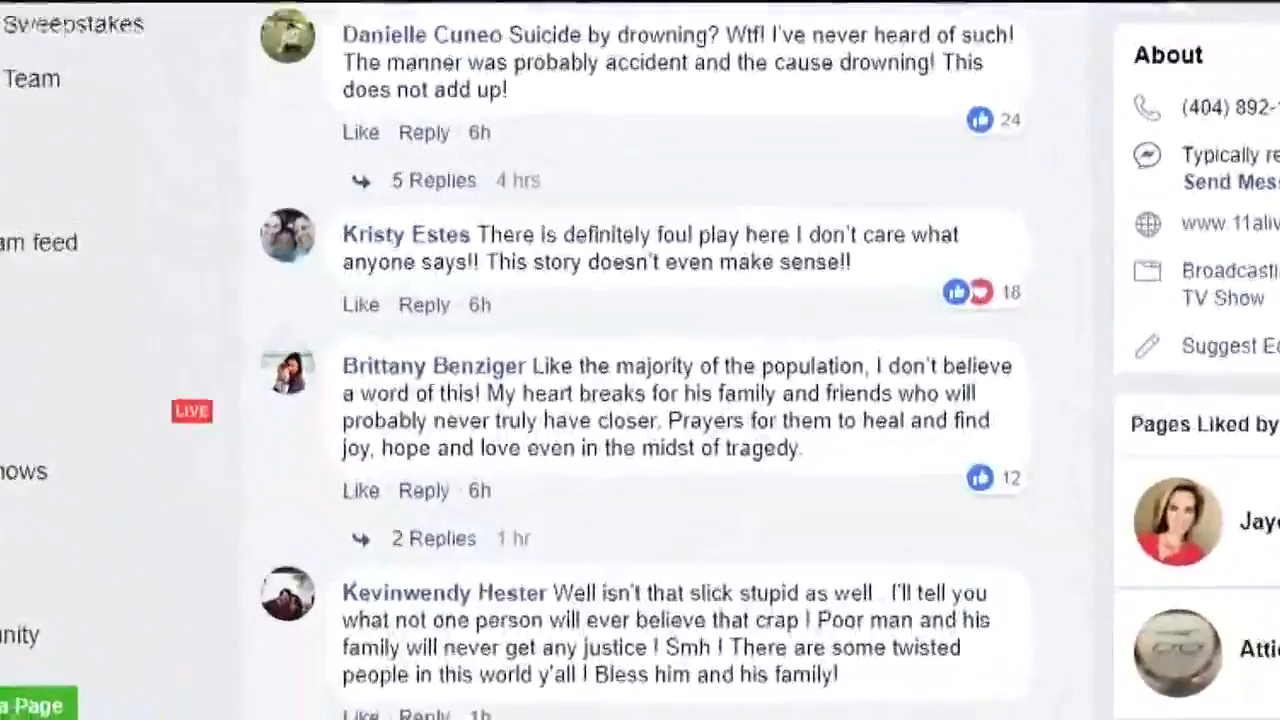 Sweepstakes
Team
am feed
LIVE
nows
nity
a Page
Danielle Cuneo Suicide by drowning? Wtf! I've never heard of such!
The manner was probably accident and the cause drowning! This
does not add up!
24
Like Reply 6h
5 Replies 4 hrs
Kristy Estes There is definitely foul play here I don't care what
anyone says!! This story doesn't even make sense!!
18
Like Reply 6h
Brittany Benziger Like the majority of the population, I don't believe
a word of this! My heart breaks for his family and friends who will
probably never truly have closer. Prayers for them to heal and find
joy, hope and love even in the midst of tragedy.
12
Like Reply 6h
2 Replies 1 hr
Kevinwendy Hester Well isn't that slick stupid as well . I'll tell you
what not one person will ever believe that crap ! Poor man and his
family will never get any justice ! Smh ! There are some twisted
people in this world y'all ! Bless him and his family!
Like Reply 1h
About
(404) 892-
Typically re
Send Mess
www.11aliv
Broadcasti
TV Show
Suggest Ed
Pages Liked by
Jaye
Attic